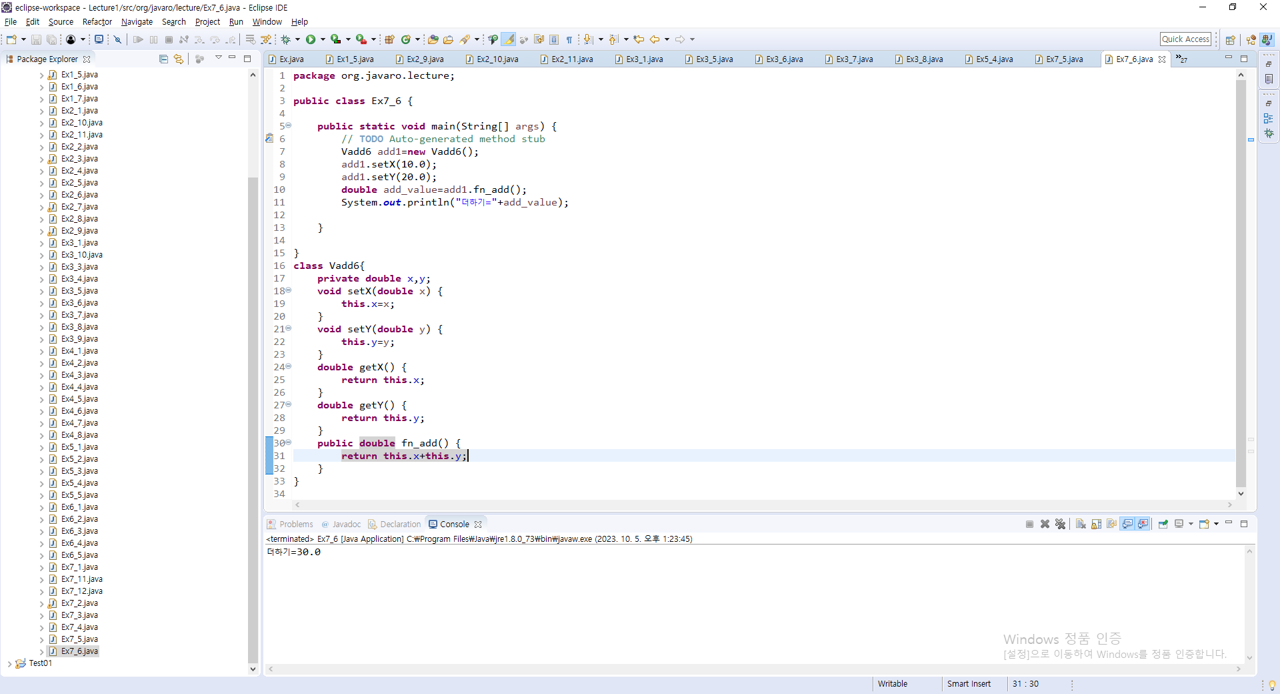 eclipse-workspace - Lecture1/src/org/javaro/lecture/Ex7_6.java - Eclipse IDE
File Edit Source Refactor Navigate Search Project Run Window Help
Quick Access
Package Explorer
Ex1_5.java
Ex1_6.java
Ex1_7.java
Ex2_1.java
Ex2_10.java
Ex2_11.java
Ex2_2.java
Ex2_3.java
Ex2_4.java
Ex2_5.java
Ex2_6.java
Ex2_7.java
Ex2_8.java
Ex2_9.java
Ex3_1.java
Ex3_10.java
Ex3_3.java
Ex3_4.java
Ex3_5.java
Ex3_6.java
Ex3_7.java
Ex3_8.java
Ex3_9.java
Ex4_1.java
Ex4_2.java
Ex4_3.java
Ex4_4.java
Ex4_5.java
Ex4_6.java
Ex4_7.java
Ex4_8.java
Ex5_1.java
Ex5_2.java
Ex5_3.java
Ex5_4.java
Ex5_5.java
Ex6_1.java
Ex6_2.java
Ex6_3.java
Ex6_4.java
Ex6_5.java
Ex7_1.java
Ex7_11.java
Ex7_12.java
Ex7_2.java
Ex7_3.java
Ex7_4.java
Ex7_5.java
Ex7_6.java
Test01
Ex.java Ex1_5.java Ex2_9.java Ex2_10.java Ex2_11.java Ex3_1.java Ex3_5.java Ex3_6.java Ex3_7.java Ex3_8.java Ex5_4.java Ex7_5.java Ex7_6.java »27
1 package org.javaro.lecture;
2
3 public class Ex7_6 {
4
5 public static void main(String[] args) {
6 // TODO Auto-generated method stub
7 Vadd6 add1=new Vadd6();
8 add1.setX(10.0);
9 add1.setY(20.0);
10 double add_value=add1.fn_add();
11 System.out.println("더하기="+add_value);
12
13 }
14
15 }
16 class Vadd6{
17 private double x,y;
18 void setX(double x) {
19 this.x=x;
20 }
21 void setY(double y) {
22 this.y=y;
23 }
24 double getX() {
25 return this.x;
26 }
27 double getY() {
28 return this.y;
29 }
30 public double fn_add() {
31 return this.x+this.y;
32 }
33 }
34
Problems Javadoc Declaration Console
<terminated> Ex7_6 [Java Application] C:₩Program Files₩Java₩jre1.8.0_73₩bin₩javaw.exe (2023. 10. 5. 오후 1:23:45)
더하기=30.0
Windows 정품 인증
[설정]으로 이동하여 Windows를 정품 인증합니다.
Writable Smart Insert 31 : 30